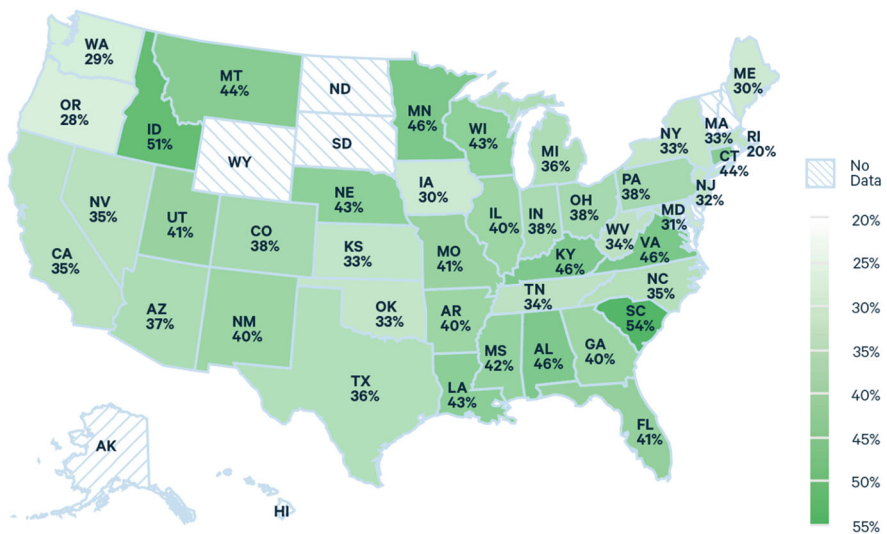 WA
29%
OR
28%
ID
51%
MT
44%
ND
SD
WY
MN
46%
WI
43%
MI
36%
ME
30%
NY
33%
MA
33%
RI
20%
CT
44%
NJ
32%
PA
38%
MD
31%
NV
35%
CA
35%
UT
41%
CO
38%
NE
43%
IA
30%
KS
33%
MO
41%
IL
40%
IN
38%
OH
38%
WV
34%
VA
46%
KY
46%
NC
35%
TN
34%
SC
54%
AZ
37%
NM
40%
OK
33%
AR
40%
TX
36%
LA
43%
MS
42%
AL
46%
GA
40%
FL
41%
AK
HI
No
Data
20%
25%
30%
35%
40%
45%
50%
55%